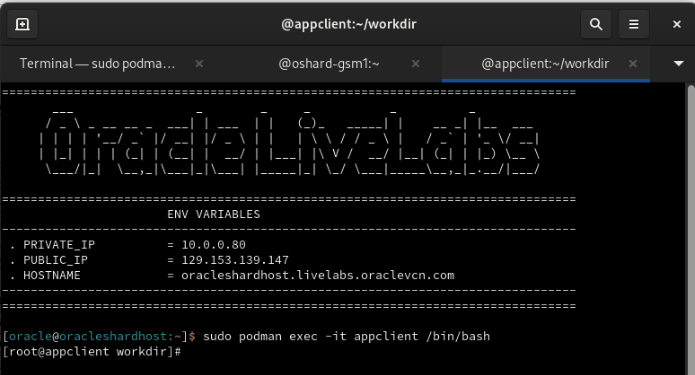 @appclient:~/workdir
Terminal — sudo podma...
@oshard-gsm1:~
@appclient:~/workdir
Oracle LiveLabs
ENV VARIABLES
. PRIVATE_IP = 10.0.0.80
. PUBLIC_IP = 129.153.139.147
. HOSTNAME = oracleshardhost.livelabs.oraclevcn.com
[oracle@oracleshardhost:~]$ sudo podman exec -it appclient /bin/bash
[root@appclient workdir]#